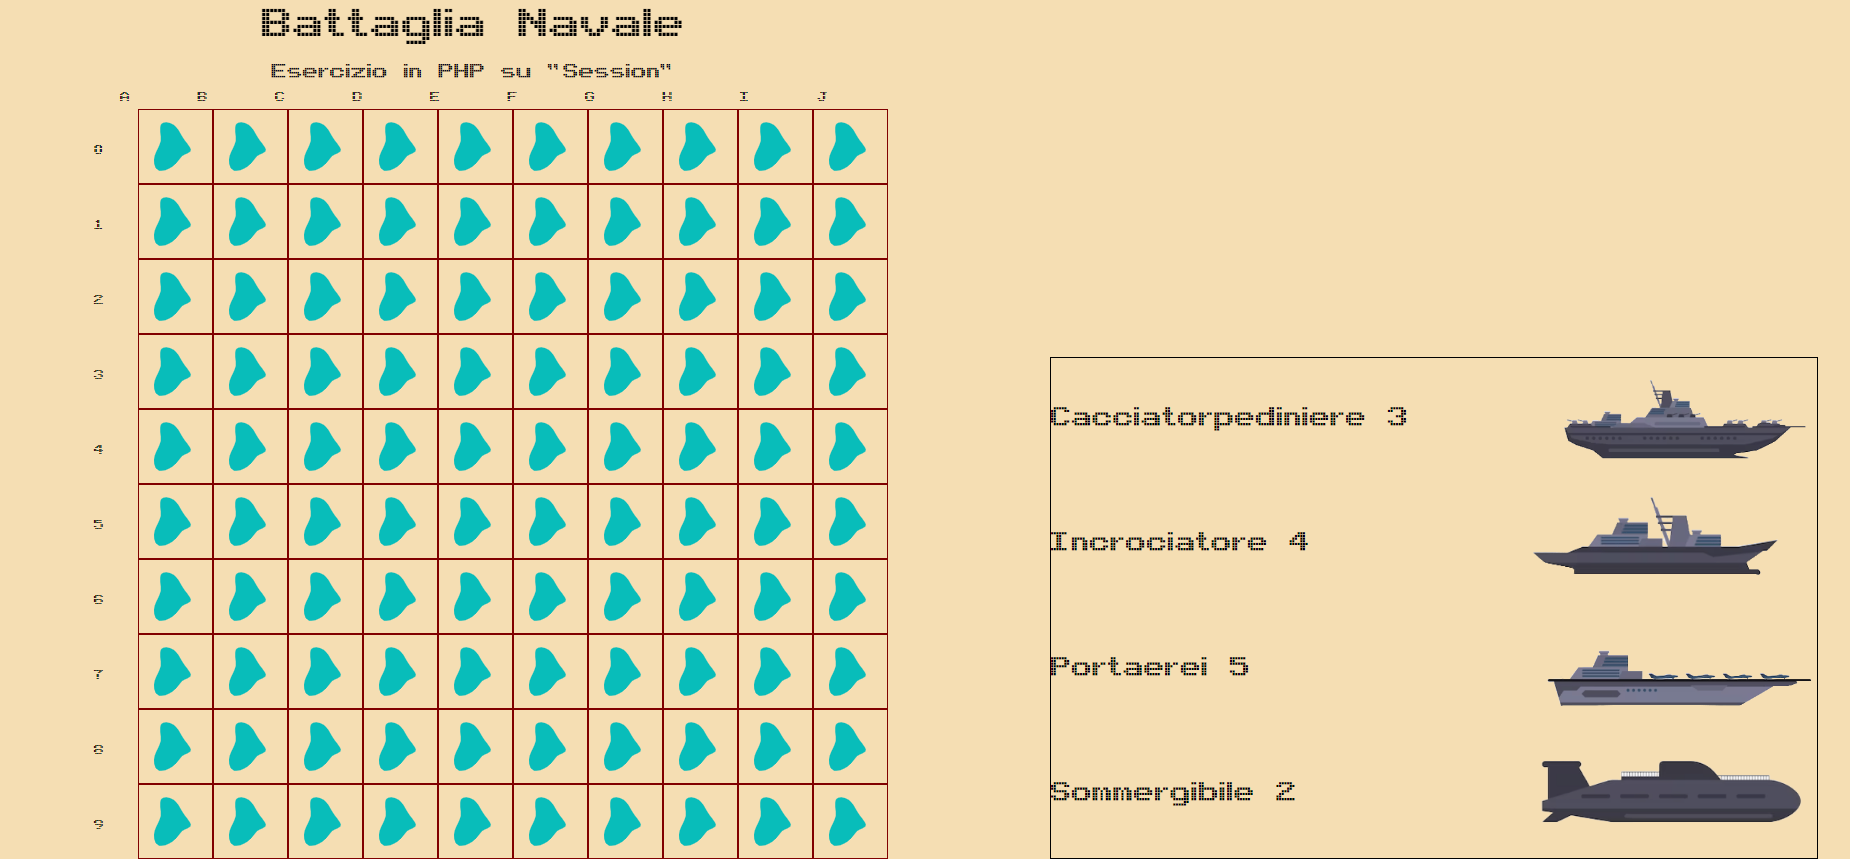 Battaglia Navale
Esercizio in PHP su "Session"
A B C D E F G H I J
0
1
2
3
4
5
6
7
8
9
Cacciatorpediniere 3
Incrociatore 4
Portaerei 5
Sommergibile 2